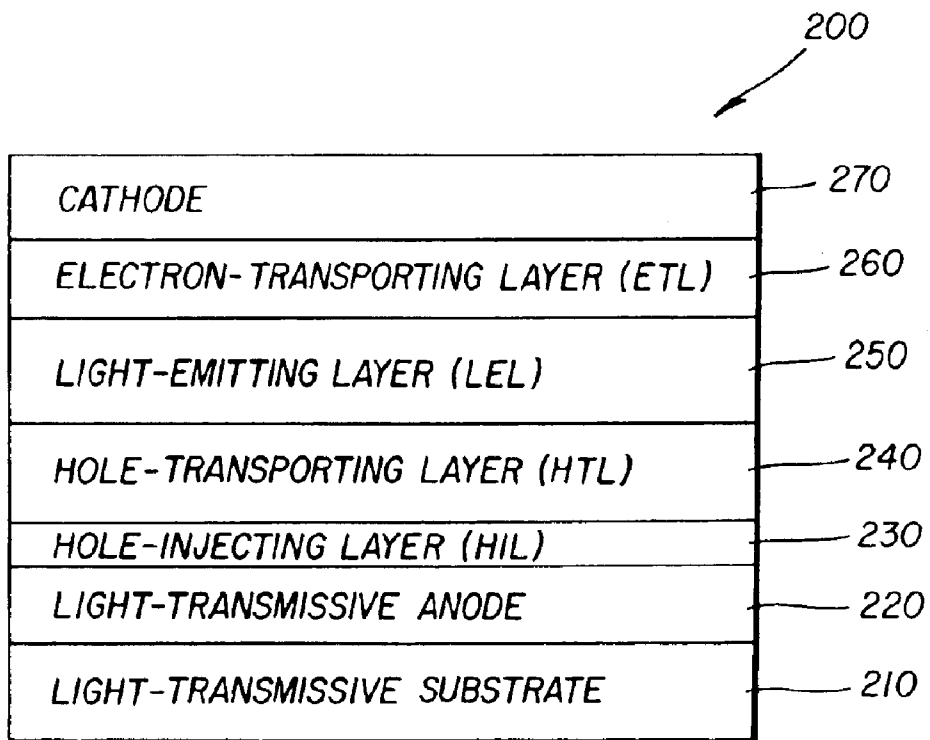 200
CATHODE 270
ELECTRON-TRANSPORTING LAYER (ETL) 260
LIGHT-EMITTING LAYER (LEL) 250
HOLE-TRANSPORTING LAYER (HTL) 240
HOLE-INJECTING LAYER (HIL) 230
LIGHT-TRANSMISSIVE ANODE 220
LIGHT-TRANSMISSIVE SUBSTRATE 210